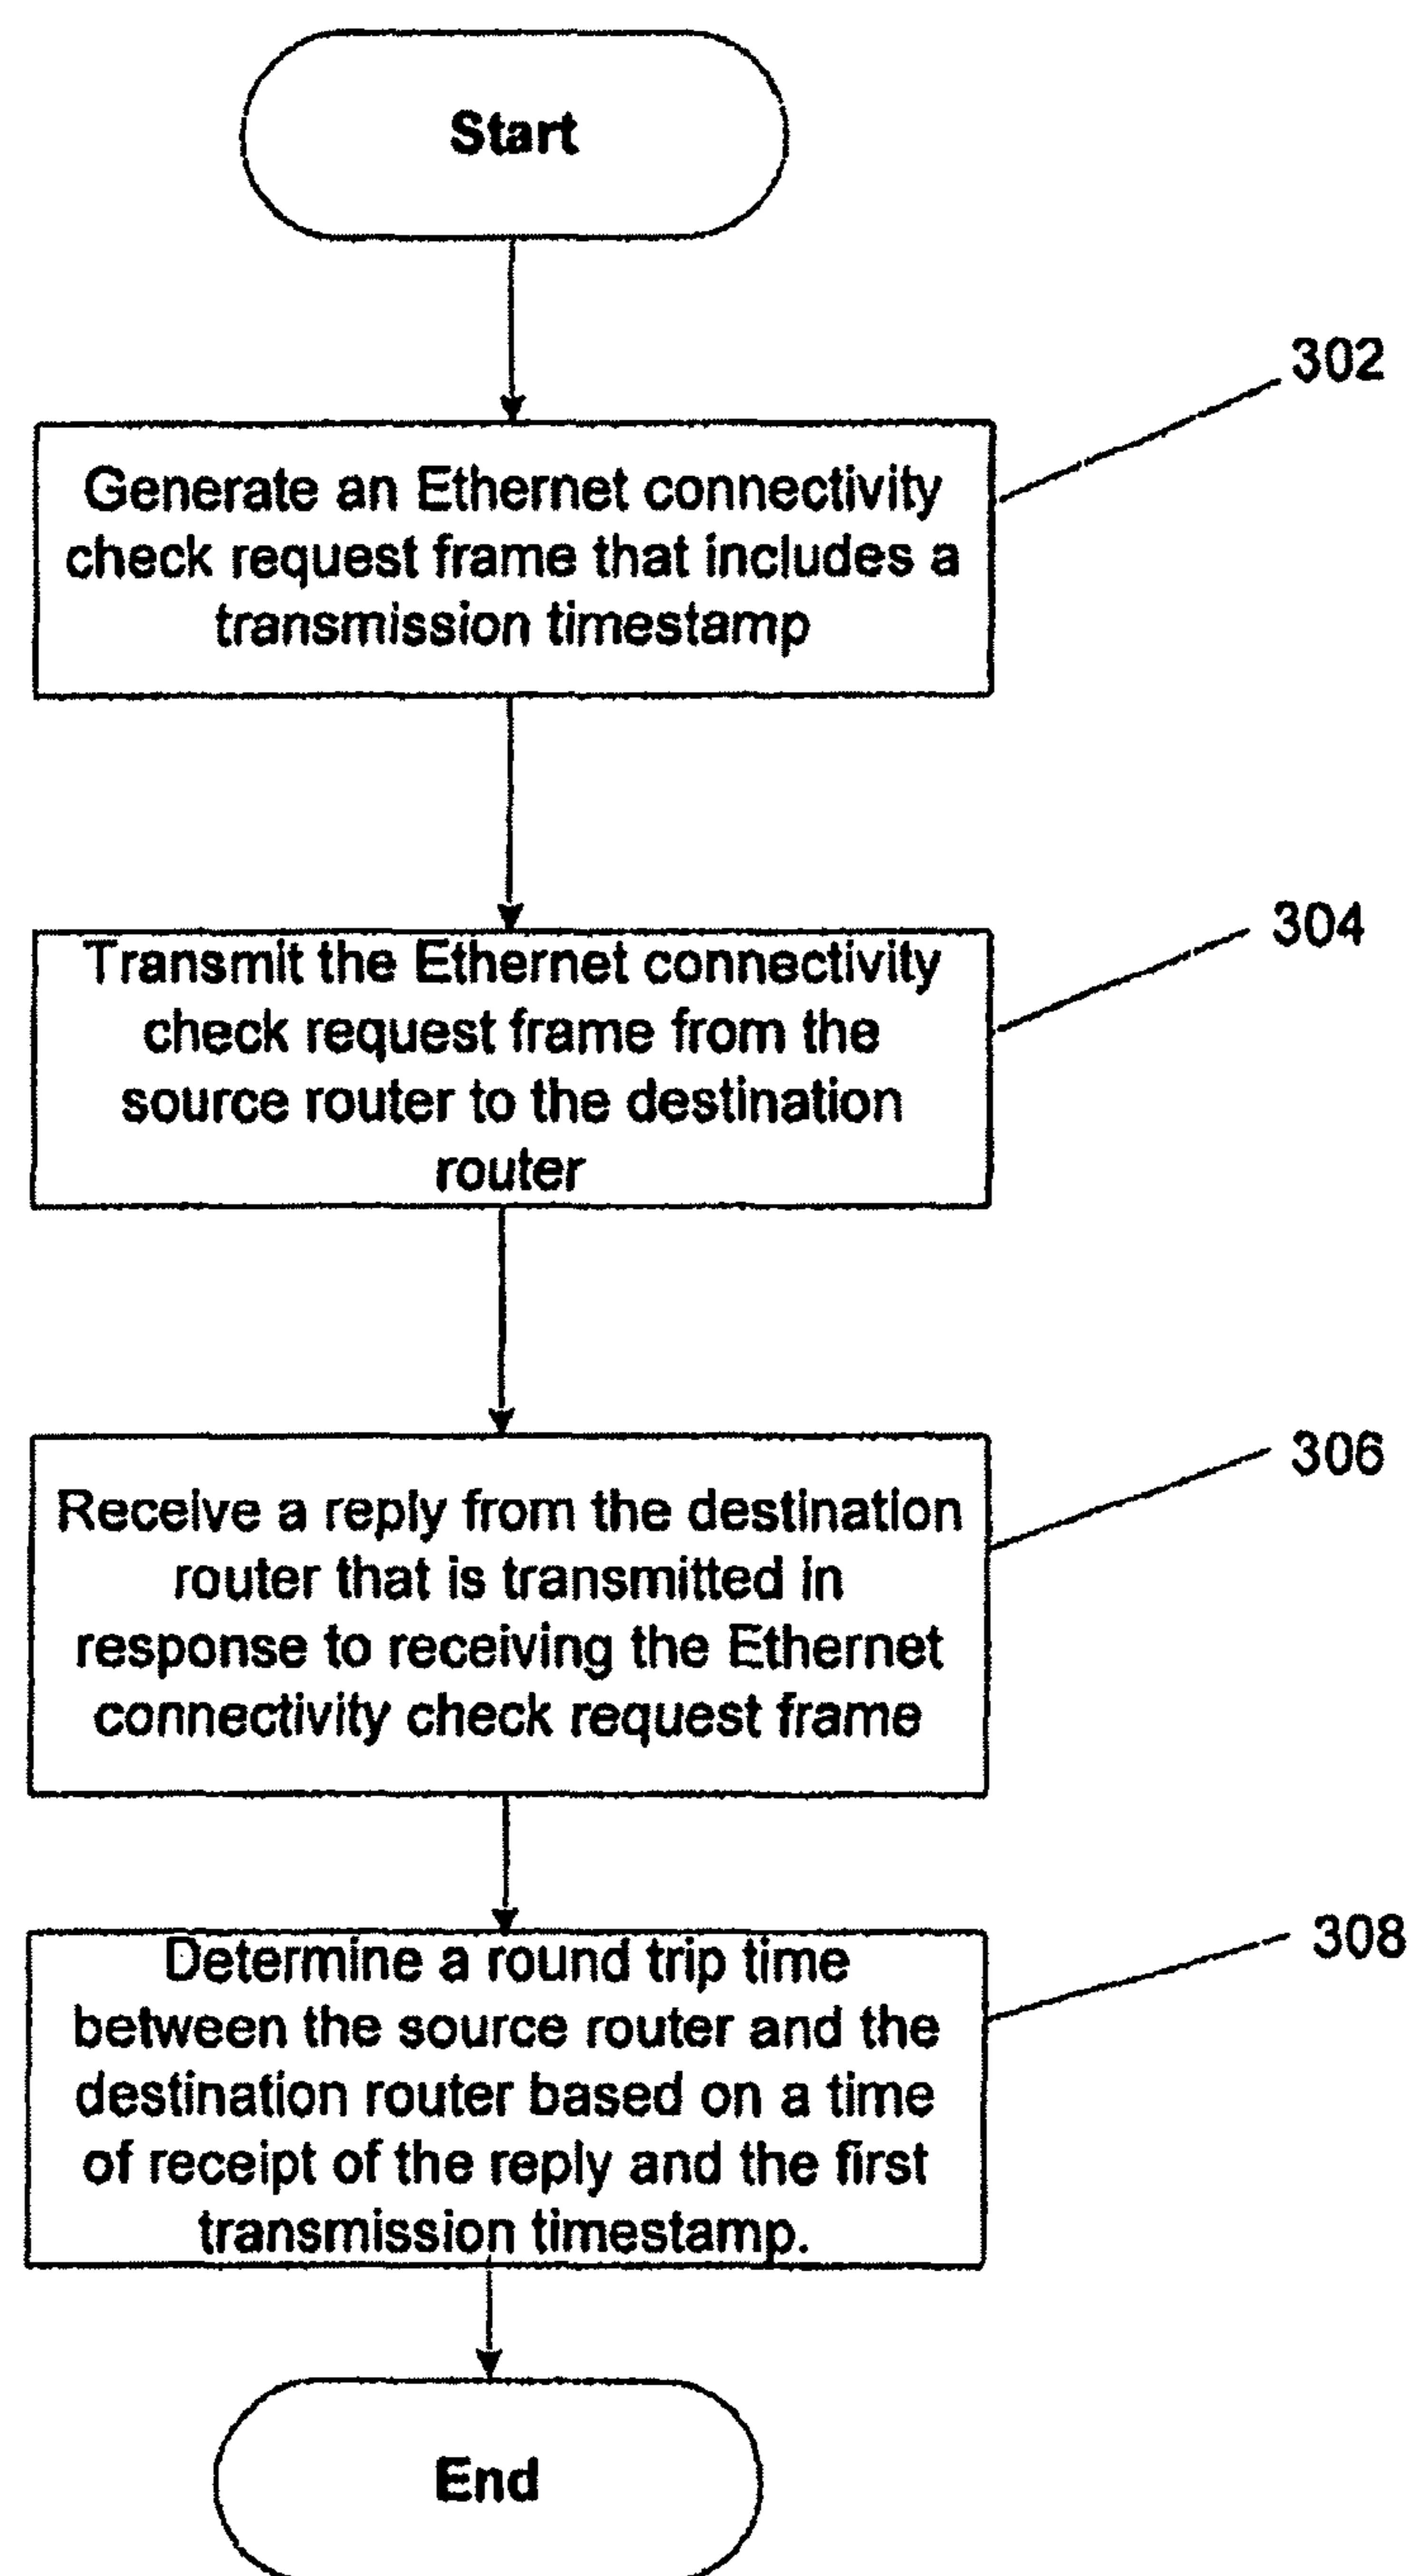 Start
302
Generate an Ethernet connectivity
check request frame that includes a
transmission timestamp
304
Transmit the Ethernet connectivity
check request frame from the
source router to the destination
router
306
Receive a reply from the destination
router that is transmitted in
response to receiving the Ethernet
connectivity check request frame
308
Determine a round trip time
between the source router and the
destination router based on a time
of receipt of the reply and the first
transmission timestamp.
End